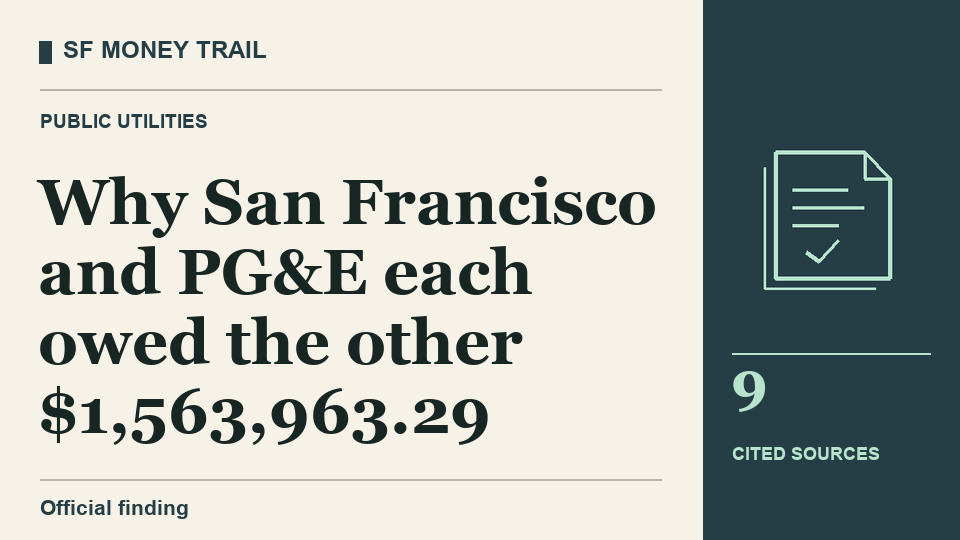 SF MONEY TRAIL
PUBLIC UTILITIES
Why San Francisco
and PG&E each
owed the other
$1,563,963.29
Official finding
9
CITED SOURCES